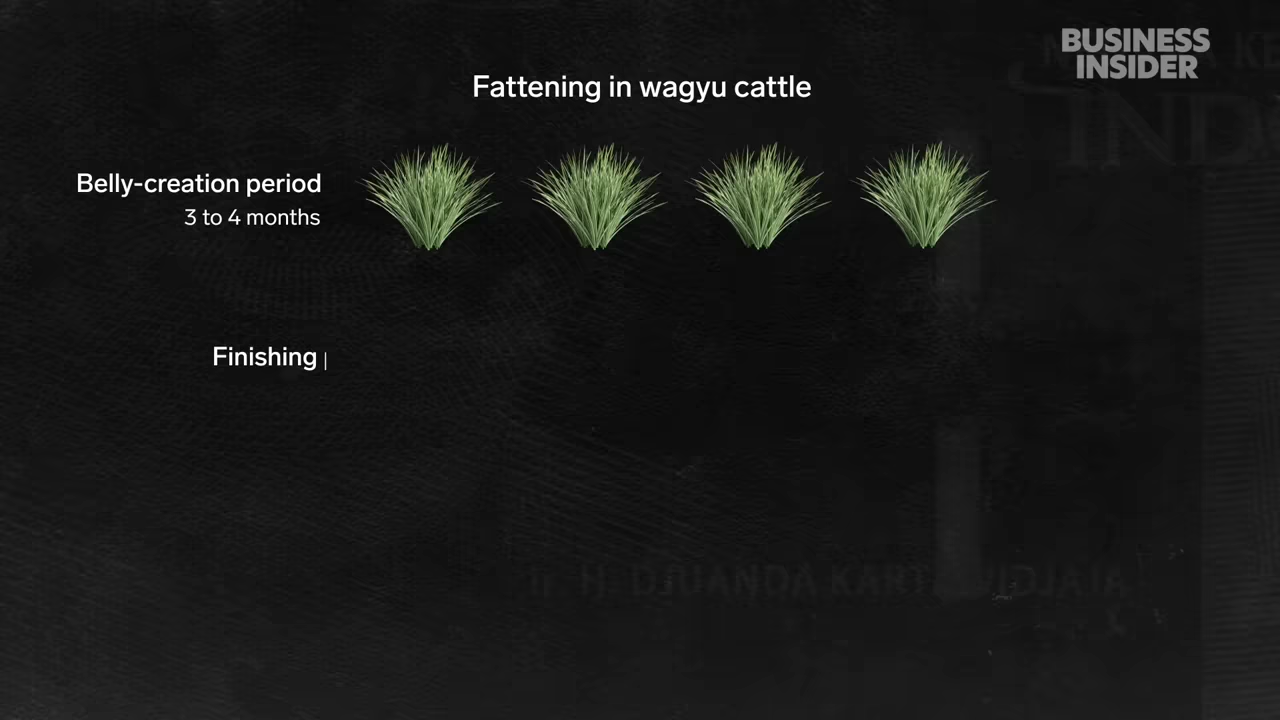 BUSINESS
INSIDER
Fattening in wagyu cattle
Belly-creation period
3 to 4 months
Finishing